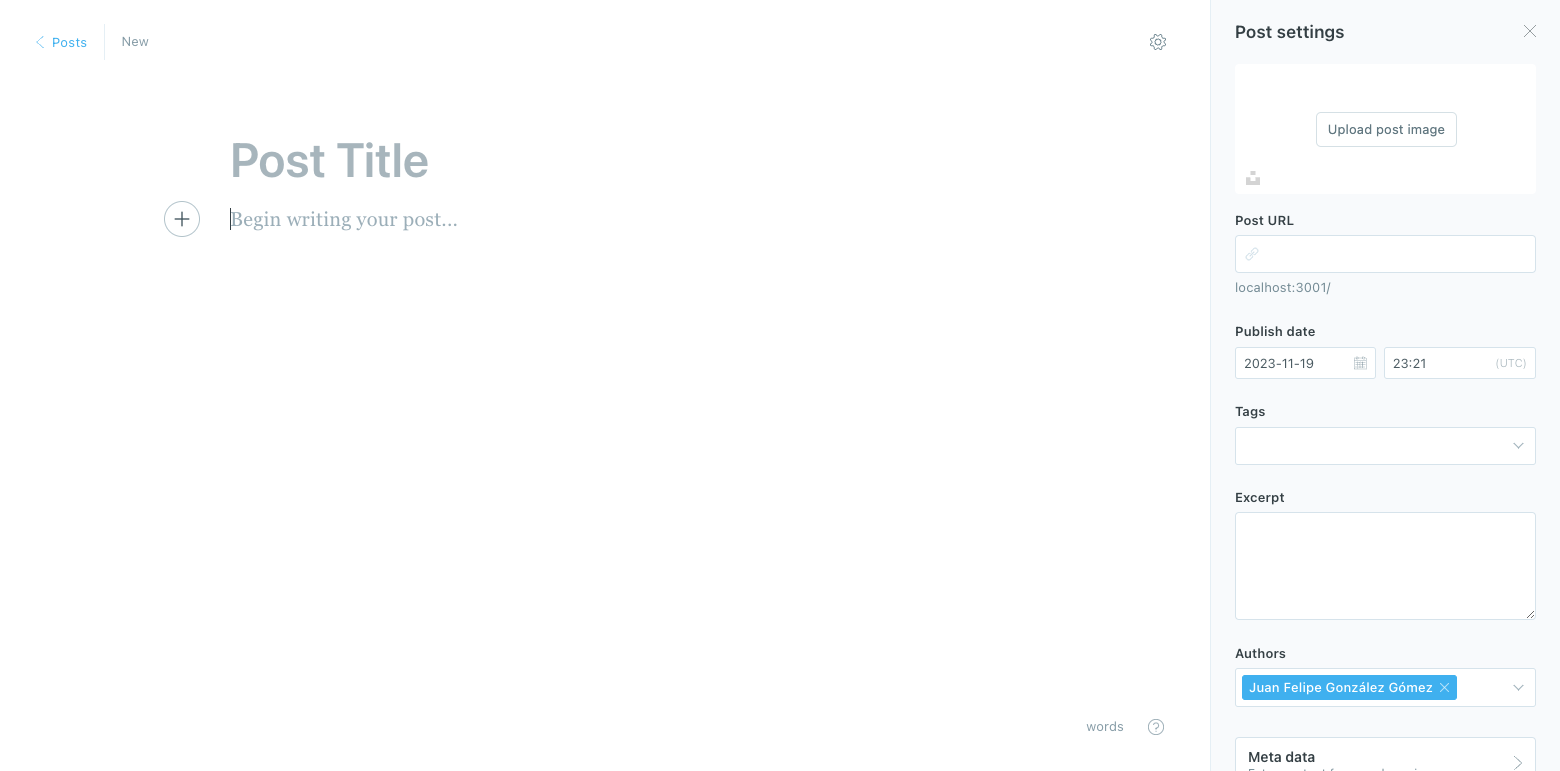 Posts
New
Post Title
Begin writing your post...
words
Post settings
Upload post image
Post URL
localhost:3001/
Publish date
2023-11-19
23:21 (UTC)
Tags
Excerpt
Authors
Juan Felipe González Gómez
Meta data